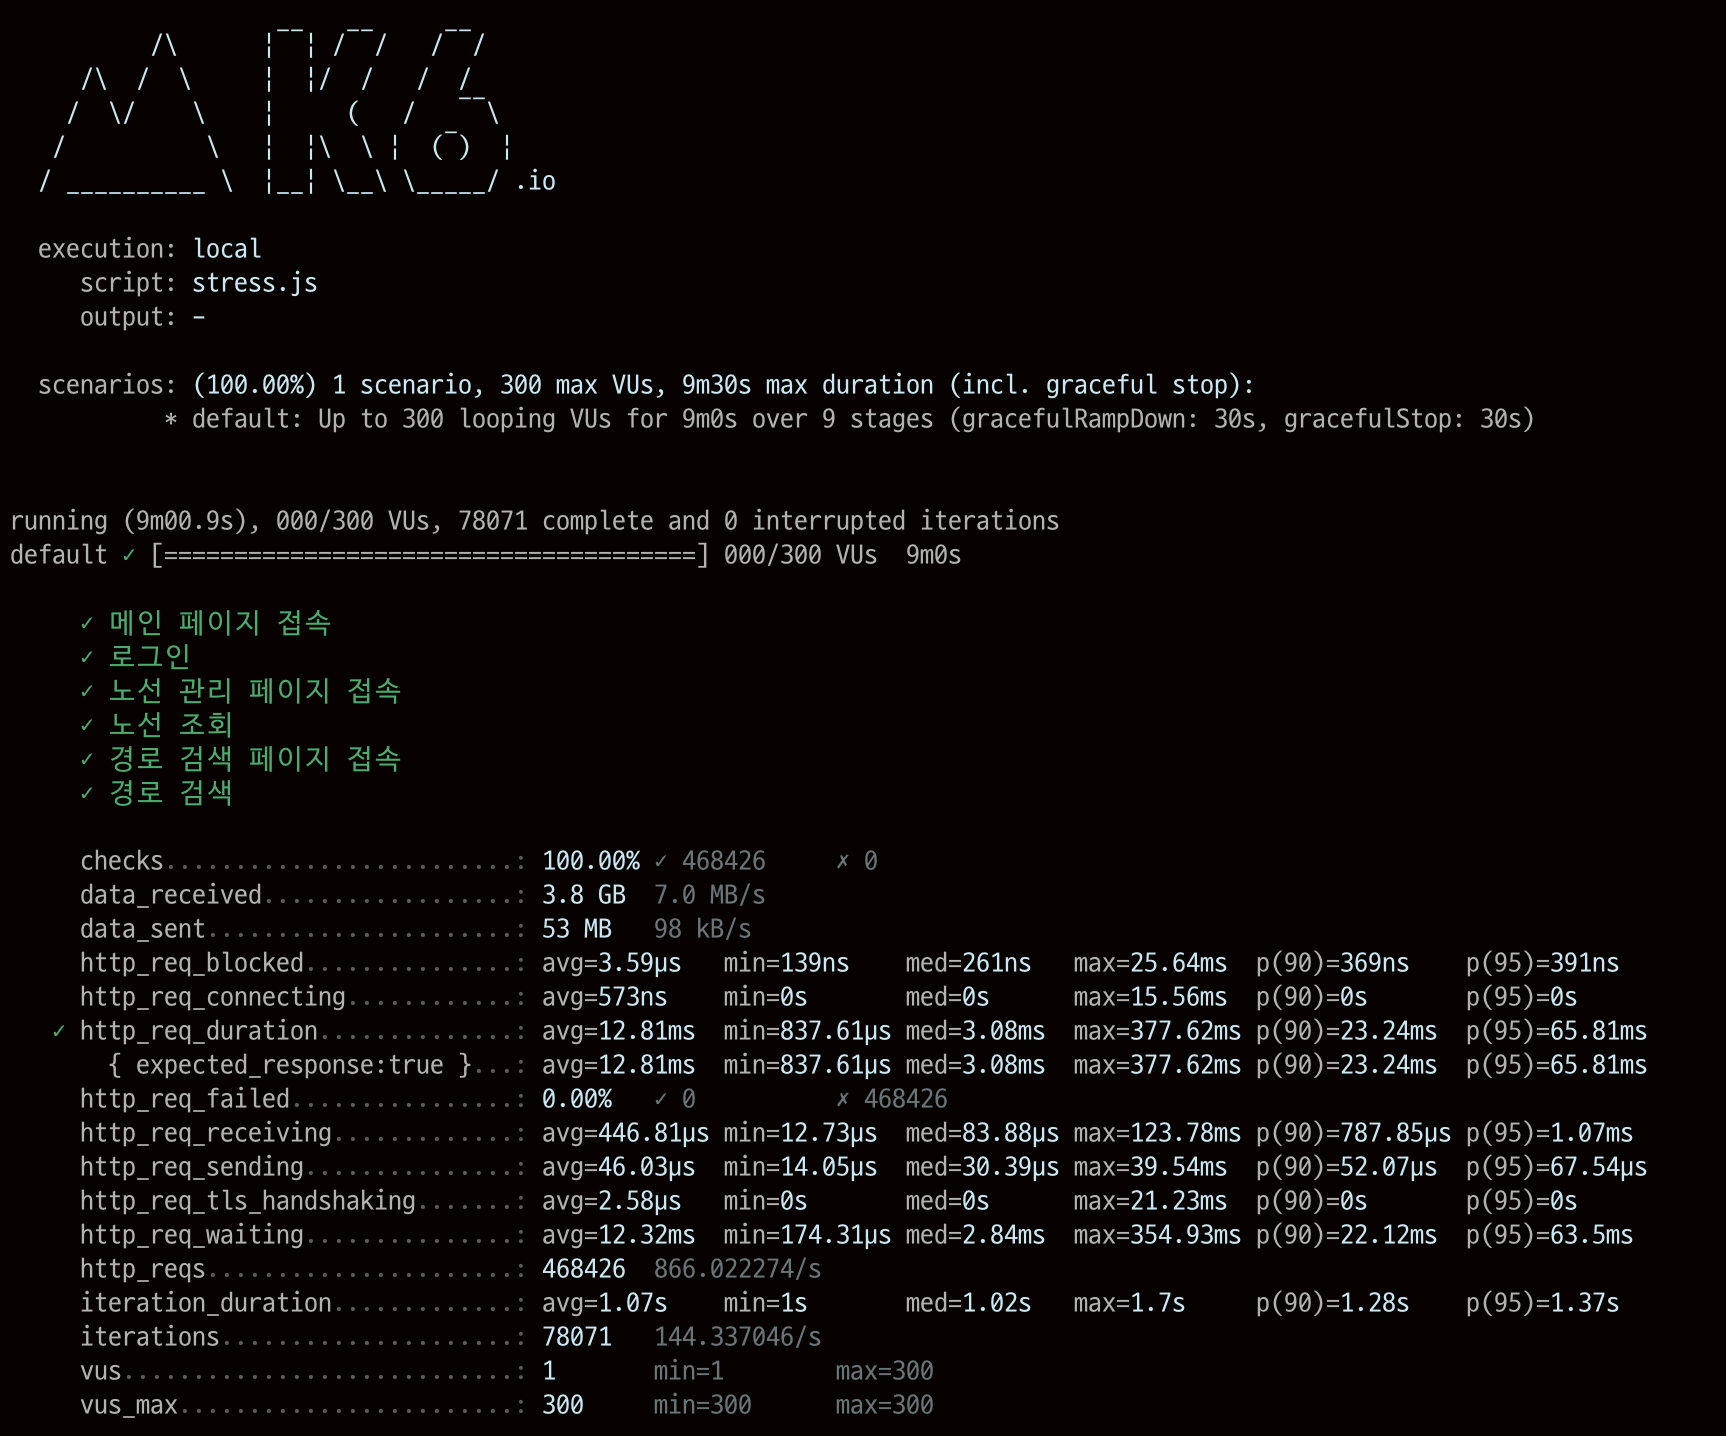 /\ |‾‾| /‾‾/ /‾‾/
/\ / \ | |/ / / /
/ \/ \ | ( / ‾‾\
/ \ | |\ \ | (‾) |
/ __________ \ |__| \__\ \_____/ .io
execution: local
script: stress.js
output: -
scenarios: (100.00%) 1 scenario, 300 max VUs, 9m30s max duration (incl. graceful stop):
* default: Up to 300 looping VUs for 9m0s over 9 stages (gracefulRampDown: 30s, gracefulStop: 30s)
running (9m00.9s), 000/300 VUs, 78071 complete and 0 interrupted iterations
default ✓ [======================================] 000/300 VUs 9m0s
✓ 메인 페이지 접속
✓ 로그인
✓ 노선 관리 페이지 접속
✓ 노선 조회
✓ 경로 검색 페이지 접속
✓ 경로 검색
checks.........................: 100.00% ✓ 468426 ✗ 0
data_received..................: 3.8 GB 7.0 MB/s
data_sent......................: 53 MB 98 kB/s
http_req_blocked...............: avg=3.59µs min=139ns med=261ns max=25.64ms p(90)=369ns p(95)=391ns
http_req_connecting............: avg=573ns min=0s med=0s max=15.56ms p(90)=0s p(95)=0s
✓ http_req_duration..............: avg=12.81ms min=837.61µs med=3.08ms max=377.62ms p(90)=23.24ms p(95)=65.81ms
{ expected_response:true }...: avg=12.81ms min=837.61µs med=3.08ms max=377.62ms p(90)=23.24ms p(95)=65.81ms
http_req_failed................: 0.00% ✓ 0 ✗ 468426
http_req_receiving.............: avg=446.81µs min=12.73µs med=83.88µs max=123.78ms p(90)=787.85µs p(95)=1.07ms
http_req_sending...............: avg=46.03µs min=14.05µs med=30.39µs max=39.54ms p(90)=52.07µs p(95)=67.54µs
http_req_tls_handshaking.......: avg=2.58µs min=0s med=0s max=21.23ms p(90)=0s p(95)=0s
http_req_waiting...............: avg=12.32ms min=174.31µs med=2.84ms max=354.93ms p(90)=22.12ms p(95)=63.5ms
http_reqs......................: 468426 866.022274/s
iteration_duration.............: avg=1.07s min=1s med=1.02s max=1.7s p(90)=1.28s p(95)=1.37s
iterations.....................: 78071 144.337046/s
vus............................: 1 min=1 max=300
vus_max........................: 300 min=300 max=300